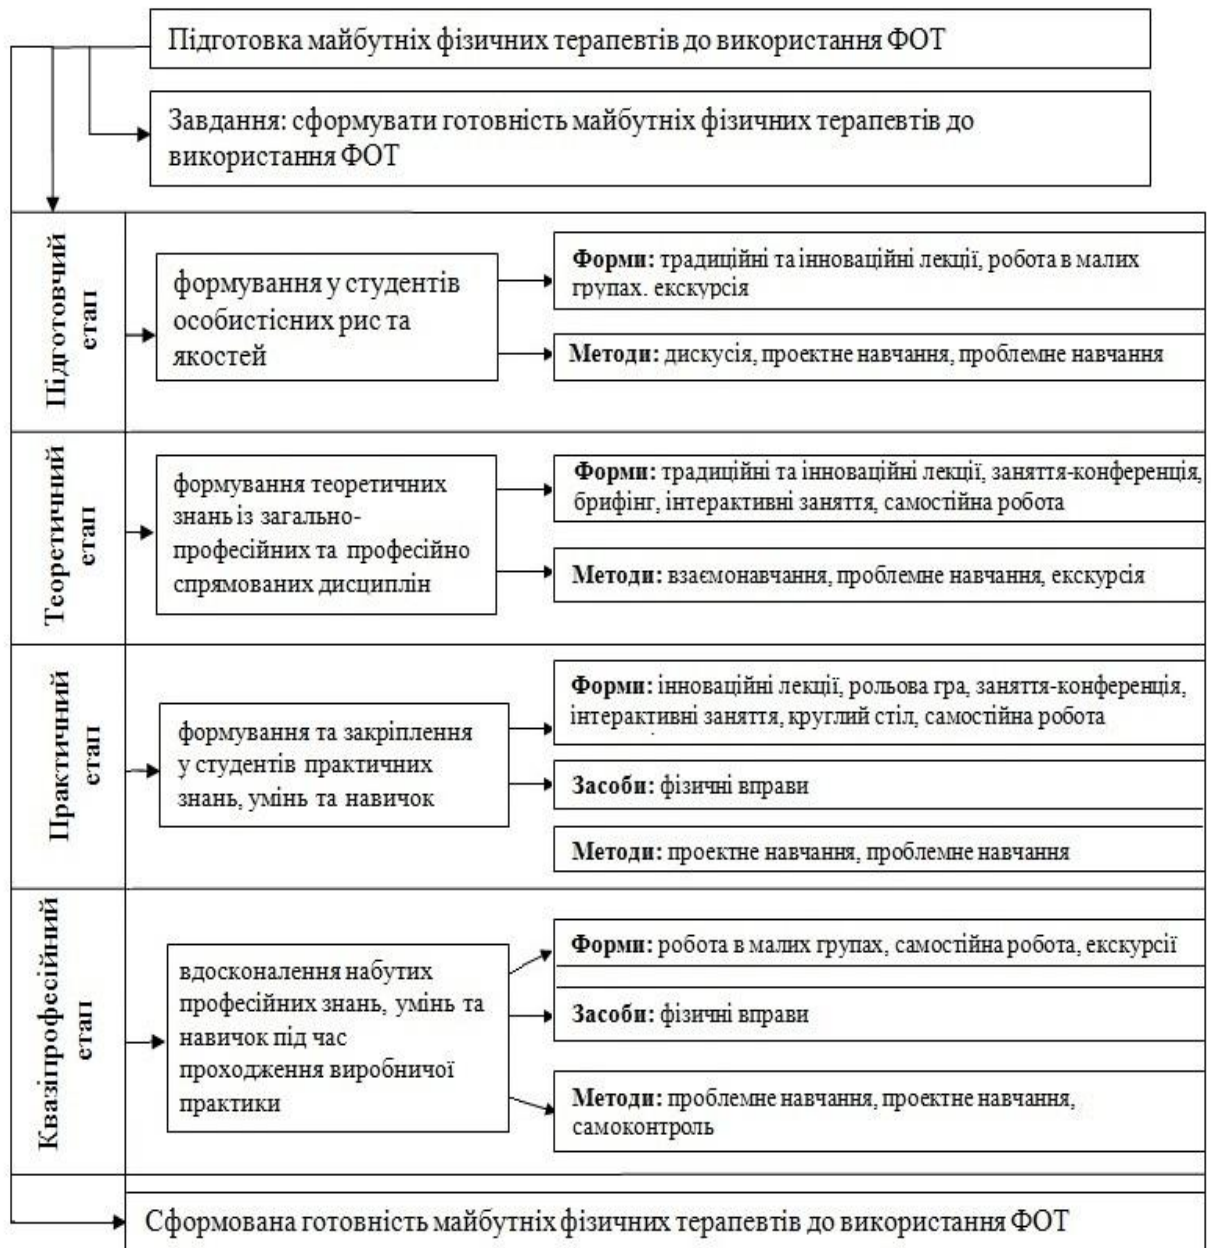 Підготовка майбутніх фізичних терапевтів до використання ФОТ
Завдання: сформувати готовність майбутніх фізичних терапевтів до
використання ФОТ
Підготовчий
етап
формування у студентів
особистісних рис та
якостей
Форми: традиційні та інноваційні лекції, робота в малих
групах. екскурсія
Методи: дискусія, проектне навчання, проблемне навчання
Теоретичний
етап
формування теоретичних
знань із загально-
професійних та професійно
спрямованих дисциплін
Форми: традиційні та інноваційні лекції, заняття-конференція,
брифінг, інтерактивні заняття, самостійна робота
Методи: взаємонавчання, проблемне навчання, екскурсія
Практичний
етап
формування та закріплення
у студентів практичних
знань, умінь та навичок
Форми: інноваційні лекції, рольова гра, заняття-конференція,
інтерактивні заняття, круглий стіл, самостійна робота
Засоби: фізичні вправи
Методи: проектне навчання, проблемне навчання
Квазіпрофесійний
етап
вдосконалення набутих
професійних знань, умінь та
навичок під час
проходження виробничої
практики
Форми: робота в малих групах, самостійна робота, екскурсії
Засоби: фізичні вправи
Методи: проблемне навчання, проектне навчання,
самоконтроль
Сформована готовність майбутніх фізичних терапевтів до використання ФОТ